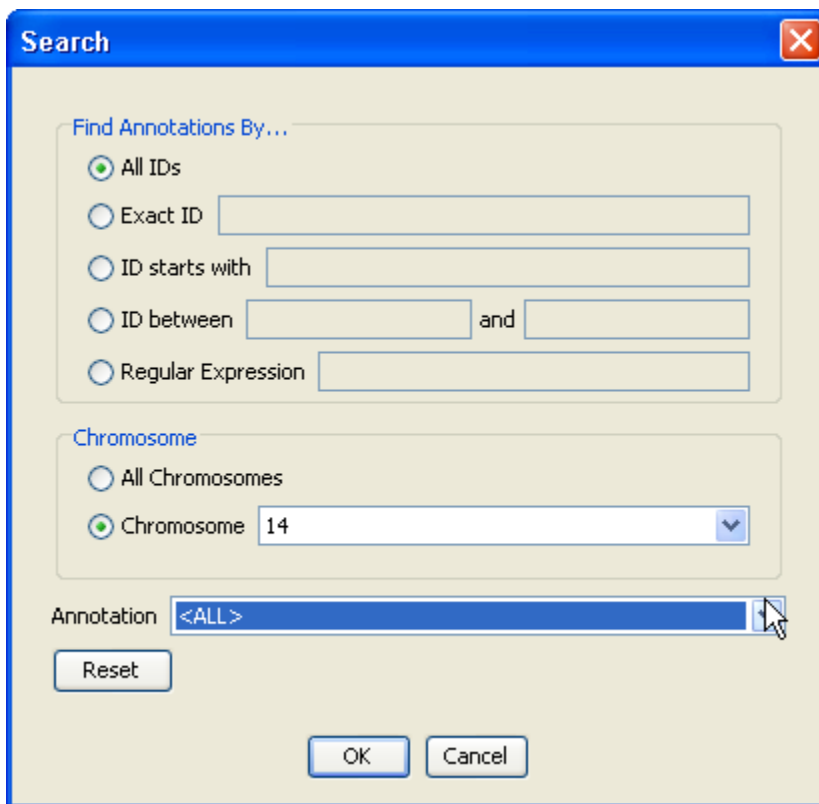 Search
Find Annotations By...
All IDs
Exact ID
ID starts with
ID between and
Regular Expression
Chromosome
All Chromosomes
Chromosome 14
Annotation <ALL>
Reset
OK Cancel